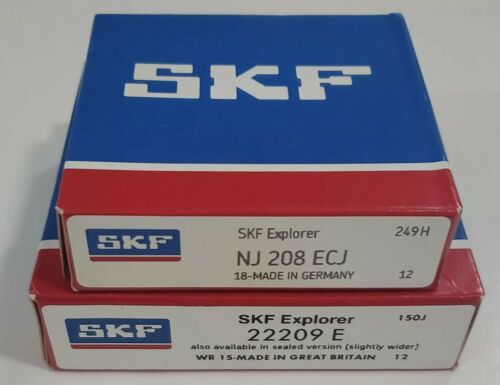 SKF
SKF
SKF Explorer 249H
NJ 208 ECJ
18-MADE IN GERMANY 12
SKF
SKF Explorer 150J
22209 E
also available in sealed version (slightly wider)
WR 15-MADE IN GREAT BRITAIN 12